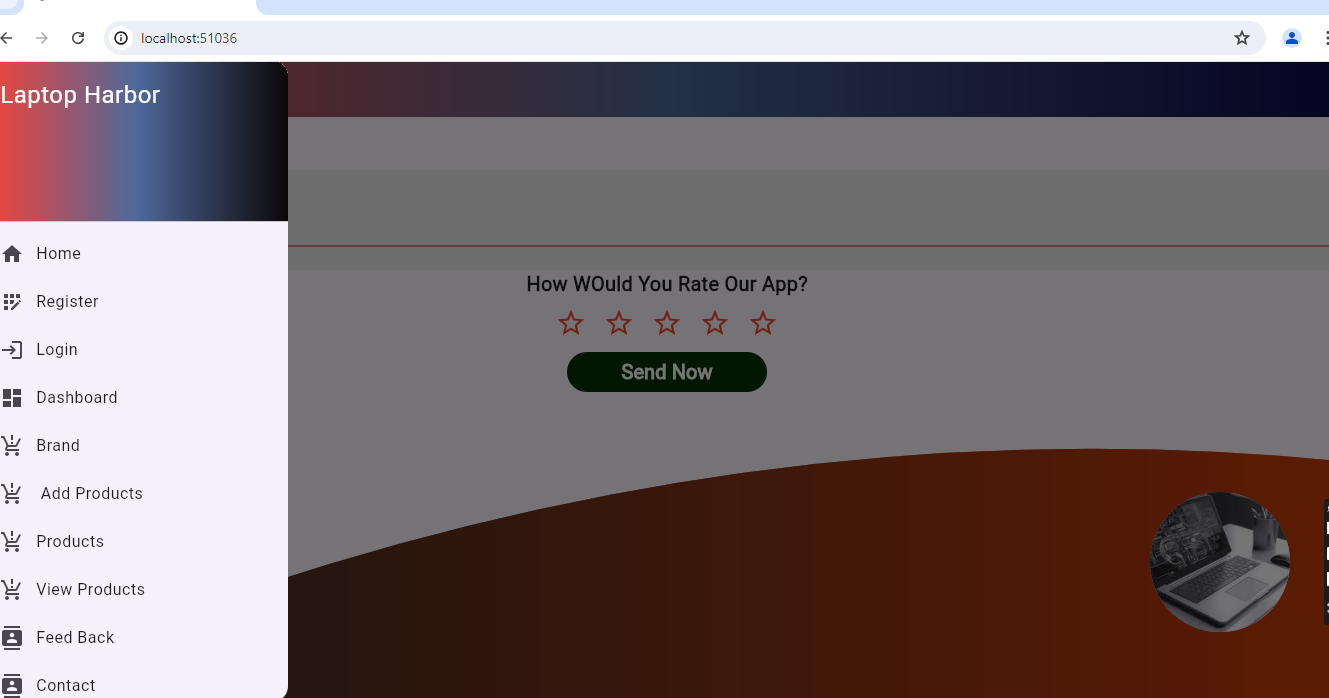 localhost:51036
Laptop Harbor
Home
Register
Login
Dashboard
Brand
Add Products
Products
View Products
Feed Back
Contact
How WOuld You Rate Our App?
Send Now